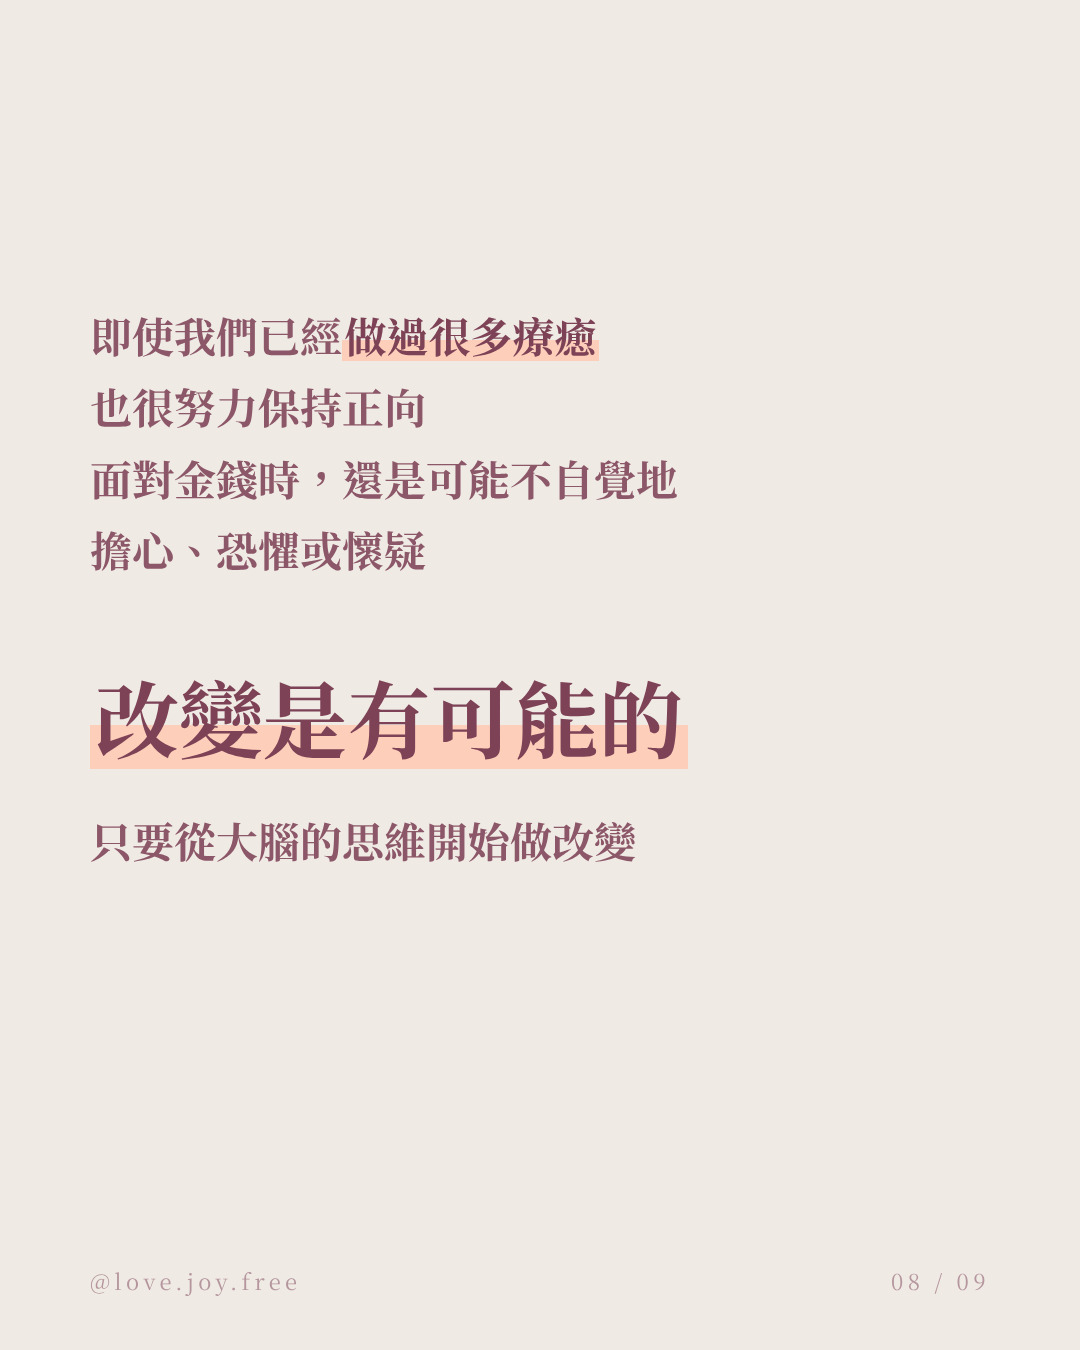 即使我們已經做過很多療癒
也很努力保持正向
面對金錢時，還是可能不自覺地
擔心、恐懼或懷疑
改變是有可能的
只要從大腦的思維開始做改變
@love.joy.free
08 / 09